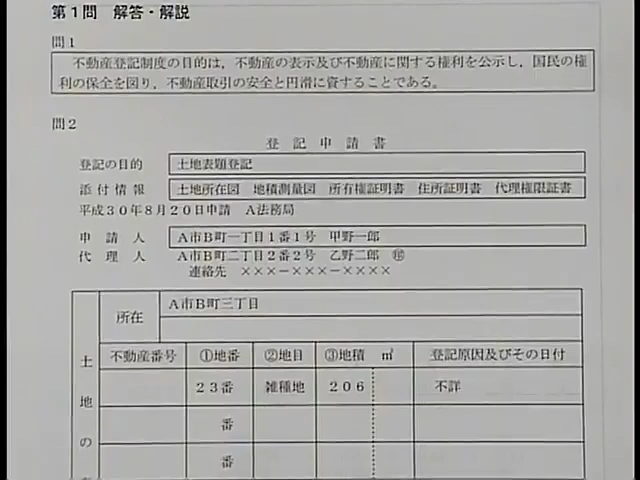 第1問　解答・解説
問1
不動産登記制度の目的は，不動産の表示及び不動産に関する権利を公示し，国民の権
利の保全を図り，不動産取引の安全と円滑に資することである。
問2
登　記　申　請　書
登記の目的　土地表題登記
添付情報　土地所在図　地積測量図　所有権証明書　住所証明書　代理権限証書
平成30年8月20日申請　A法務局
申　請　人　A市B町一丁目1番1号　甲野一郎
代　理　人　A市B町二丁目2番2号　乙野二郎　㊞
連絡先　×××－×××－××××
所在　A市B町三丁目
土地の
不動産番号　①地番　②地目　③地積　㎡　登記原因及びその日付
23番　雑種地　206　不詳
番
番